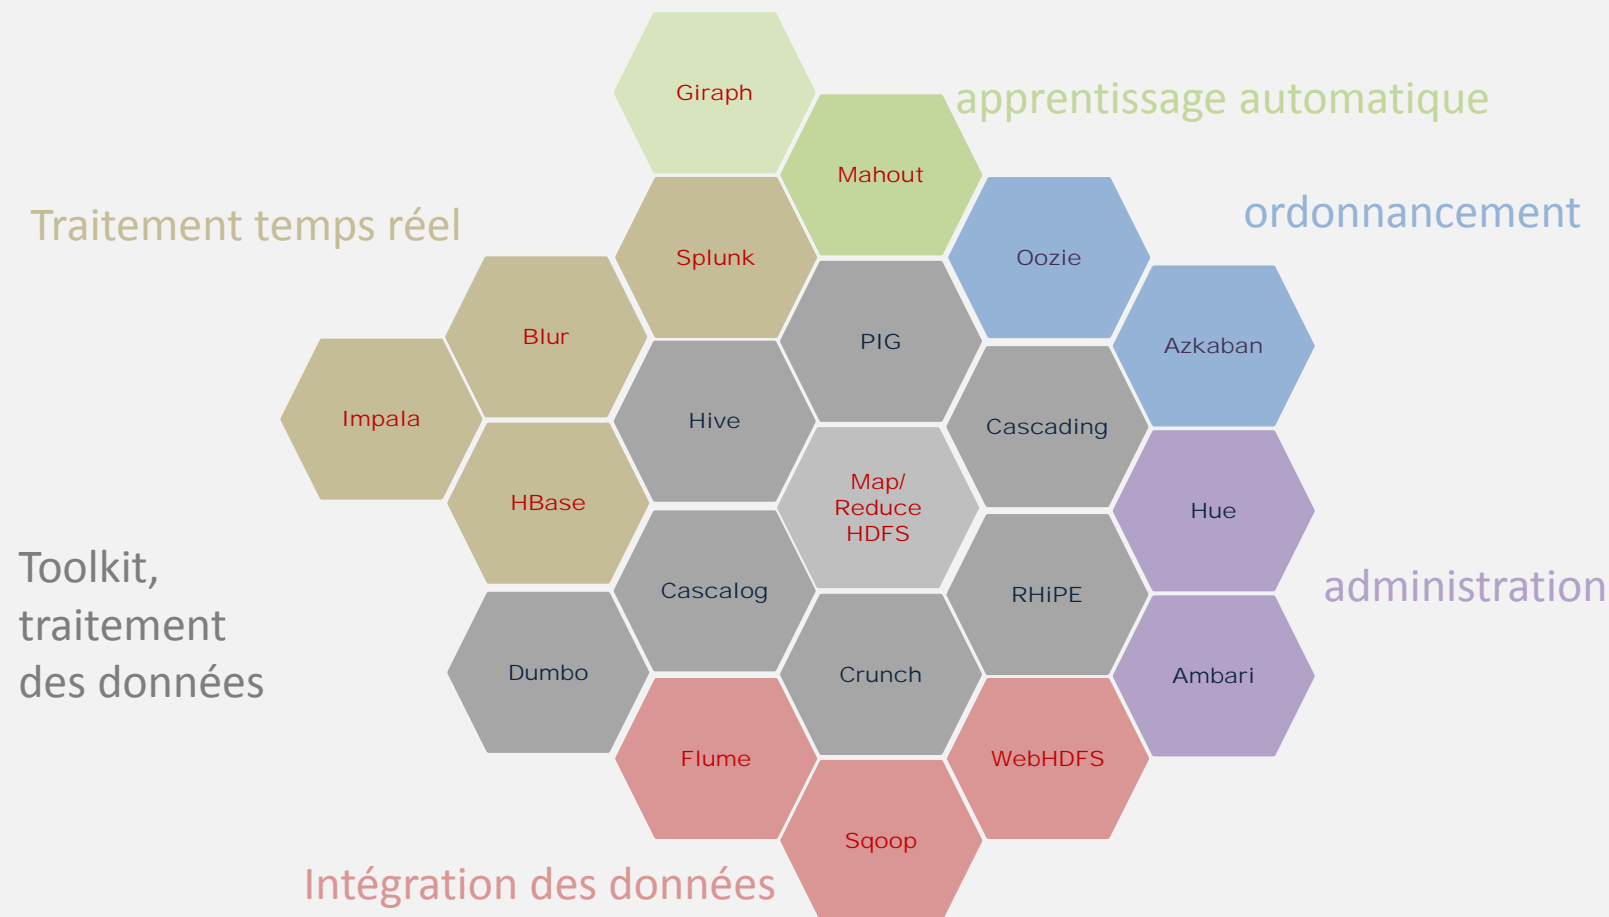 Giraph
apprentissage automatique
Mahout
Traitement temps réel
ordonnancement
Splunk
Oozie
Blur
PIG
Azkaban
Impala
Hive
Cascading
HBase
Map/
Reduce
HDFS
Hue
Toolkit,
traitement
des données
Cascalog
RHiPE
administration
Dumbo
Crunch
Ambari
Flume
WebHDFS
Sqoop
Intégration des données